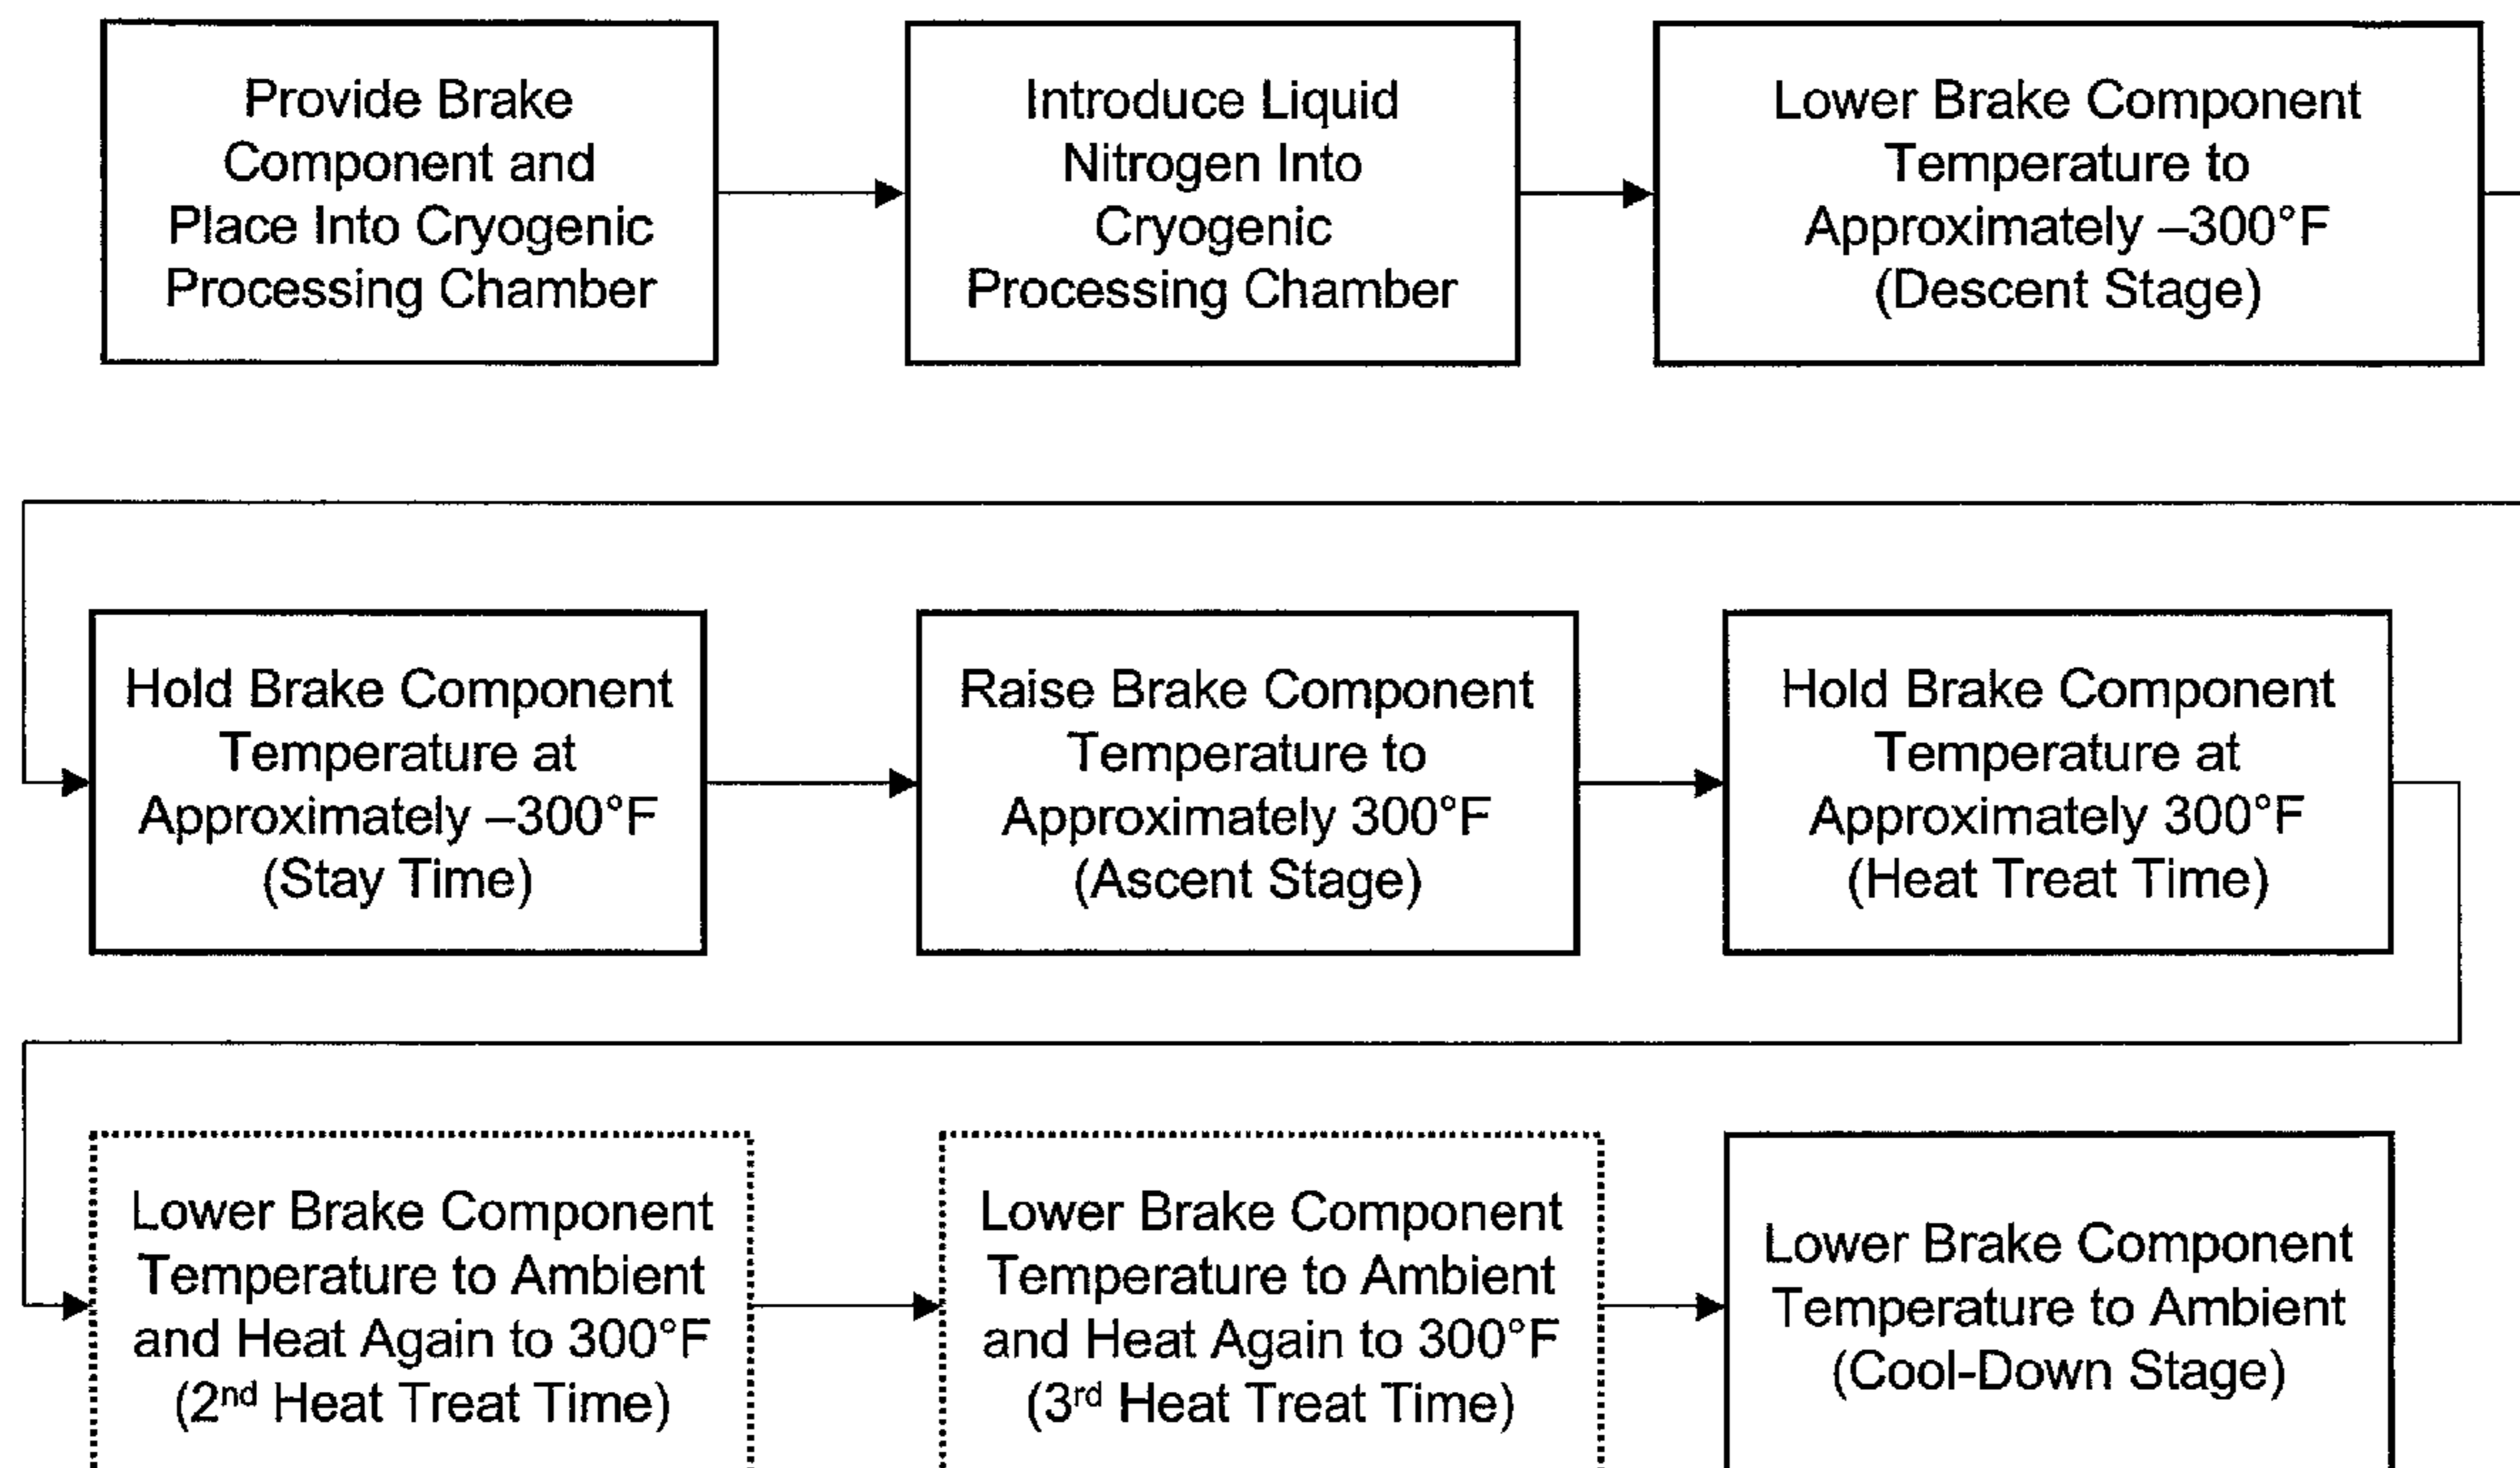 Provide Brake
Component and
Place Into Cryogenic
Processing Chamber
Introduce Liquid
Nitrogen Into
Cryogenic
Processing Chamber
Lower Brake Component
Temperature to
Approximately –300°F
(Descent Stage)
Hold Brake Component
Temperature at
Approximately –300°F
(Stay Time)
Raise Brake Component
Temperature to
Approximately 300°F
(Ascent Stage)
Hold Brake Component
Temperature at
Approximately 300°F
(Heat Treat Time)
Lower Brake Component
Temperature to Ambient
and Heat Again to 300°F
(2nd Heat Treat Time)
Lower Brake Component
Temperature to Ambient
and Heat Again to 300°F
(3rd Heat Treat Time)
Lower Brake Component
Temperature to Ambient
(Cool-Down Stage)